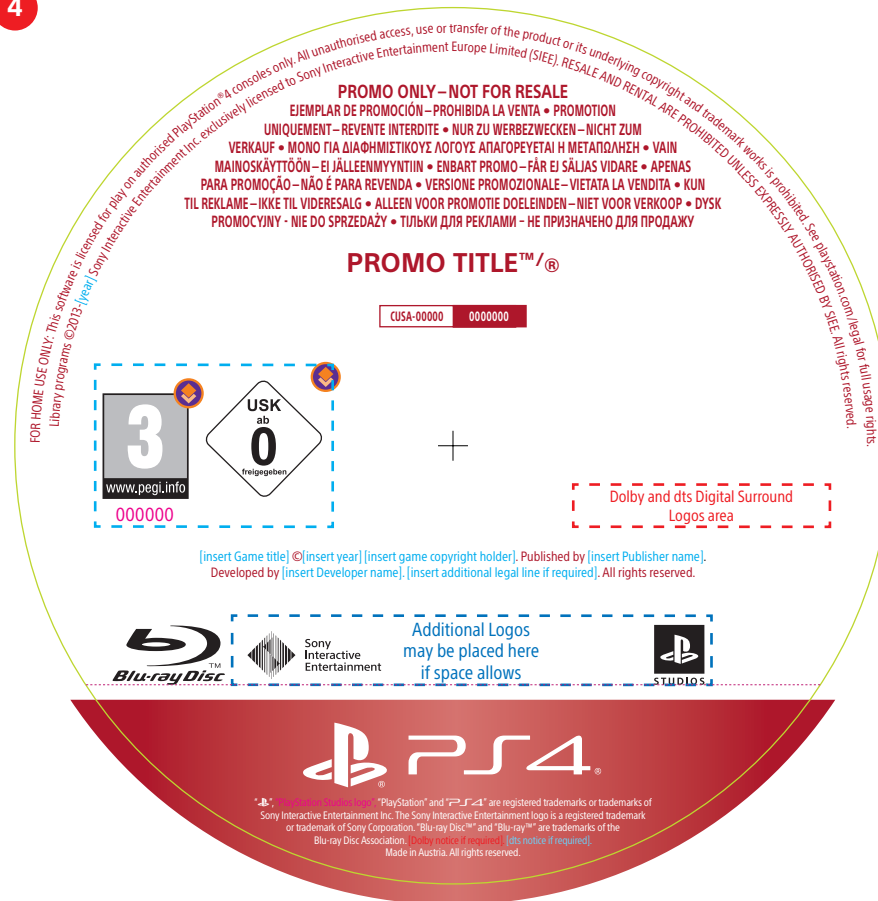 4
FOR HOME USE ONLY: This software is licensed for play on authorised PlayStation®4 consoles only. All unauthorised access, use or transfer of the product or its underlying copyright and trademark works is prohibited. See playstation.com/legal for full usage rights.
Library programs ©2013-[year] Sony Interactive Entertainment Inc. exclusively licensed to Sony Interactive Entertainment Europe Limited (SIEE). RESALE AND RENTAL ARE PROHIBITED UNLESS EXPRESSLY AUTHORISED BY SIEE. All rights reserved.
PROMO ONLY – NOT FOR RESALE
EJEMPLAR DE PROMOCIÓN – PROHIBIDA LA VENTA • PROMOTION
UNIQUEMENT – REVENTE INTERDITE • NUR ZU WERBEZWECKEN – NICHT ZUM
VERKAUF • ΜΟΝΟ ΓΙΑ ΔΙΑΦΗΜΙΣΤΙΚΟΥΣ ΛΟΓΟΥΣ ΑΠΑΓΟΡΕΥΕΤΑΙ Η ΜΕΤΑΠΩΛΗΣΗ • VAIN
MAINOSKÄYTTÖÖN – EI JÄLLEENMYYNTIIN • ENBART PROMO – FÅR EJ SÄLJAS VIDARE • APENAS
PARA PROMOÇÃO – NÃO É PARA REVENDA • VERSIONE PROMOZIONALE – VIETATA LA VENDITA • KUN
TIL REKLAME – IKKE TIL VIDERESALG • ALLEEN VOOR PROMOTIE DOELEINDEN – NIET VOOR VERKOOP • DYSK
PROMOCYJNY - NIE DO SPRZEDAŻY • ТІЛЬКИ ДЛЯ РЕКЛАМИ – НЕ ПРИЗНАЧЕНО ДЛЯ ПРОДАЖУ
PROMO TITLE™/®
CUSA-00000 0000000
3
www.pegi.info
000000
USK
ab
0
freigegeben
Dolby and dts Digital Surround
Logos area
[insert Game title] ©[insert year] [insert game copyright holder]. Published by [insert Publisher name].
Developed by [insert Developer name]. [insert additional legal line if required]. All rights reserved.
Blu-ray Disc™
Sony
Interactive
Entertainment
Additional Logos
may be placed here
if space allows
STUDIOS
PS4®
"", "PlayStation Studios logo", "PlayStation" and "PS4" are registered trademarks or trademarks of
Sony Interactive Entertainment Inc. The Sony Interactive Entertainment logo is a registered trademark
or trademark of Sony Corporation. "Blu-ray Disc™" and "Blu-ray™" are trademarks of the
Blu-ray Disc Association. [Dolby notice if required]. [dts notice if required].
Made in Austria. All rights reserved.